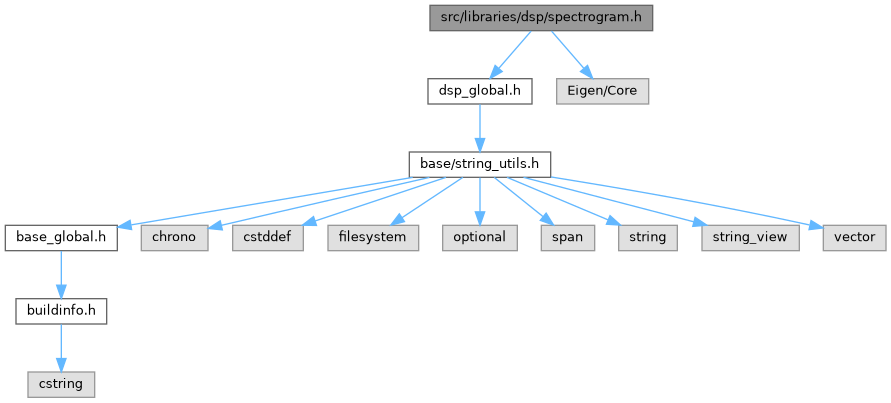 src/libraries/dsp/spectrogram.h
dsp_global.h
Eigen/Core
base/string_utils.h
base_global.h
chrono
cstddef
filesystem
optional
span
string
string_view
vector
buildinfo.h
cstring